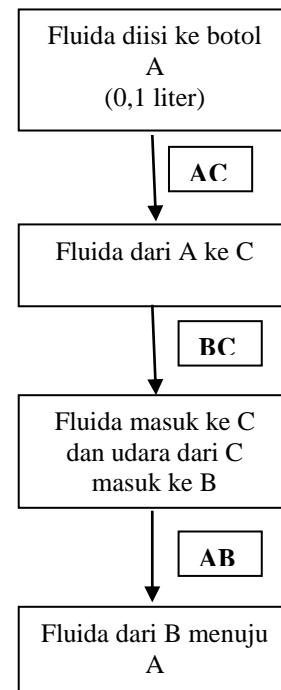 Fluida diisi ke botol
A
(0,1 liter)
AC
Fluida dari A ke C
BC
Fluida masuk ke C
dan udara dari C
masuk ke B
AB
Fluida dari B menuju
A